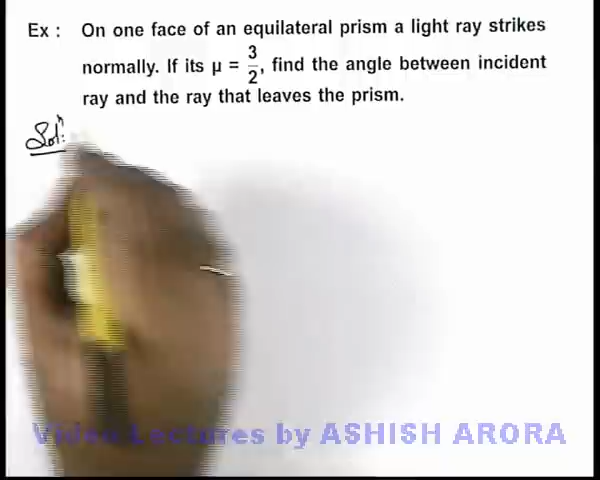 Ex : On one face of an equilateral prism a light ray strikes
normally. If its μ = 3/2, find the angle between incident
ray and the ray that leaves the prism.
Solⁿ:
Video Lectures by ASHISH ARORA